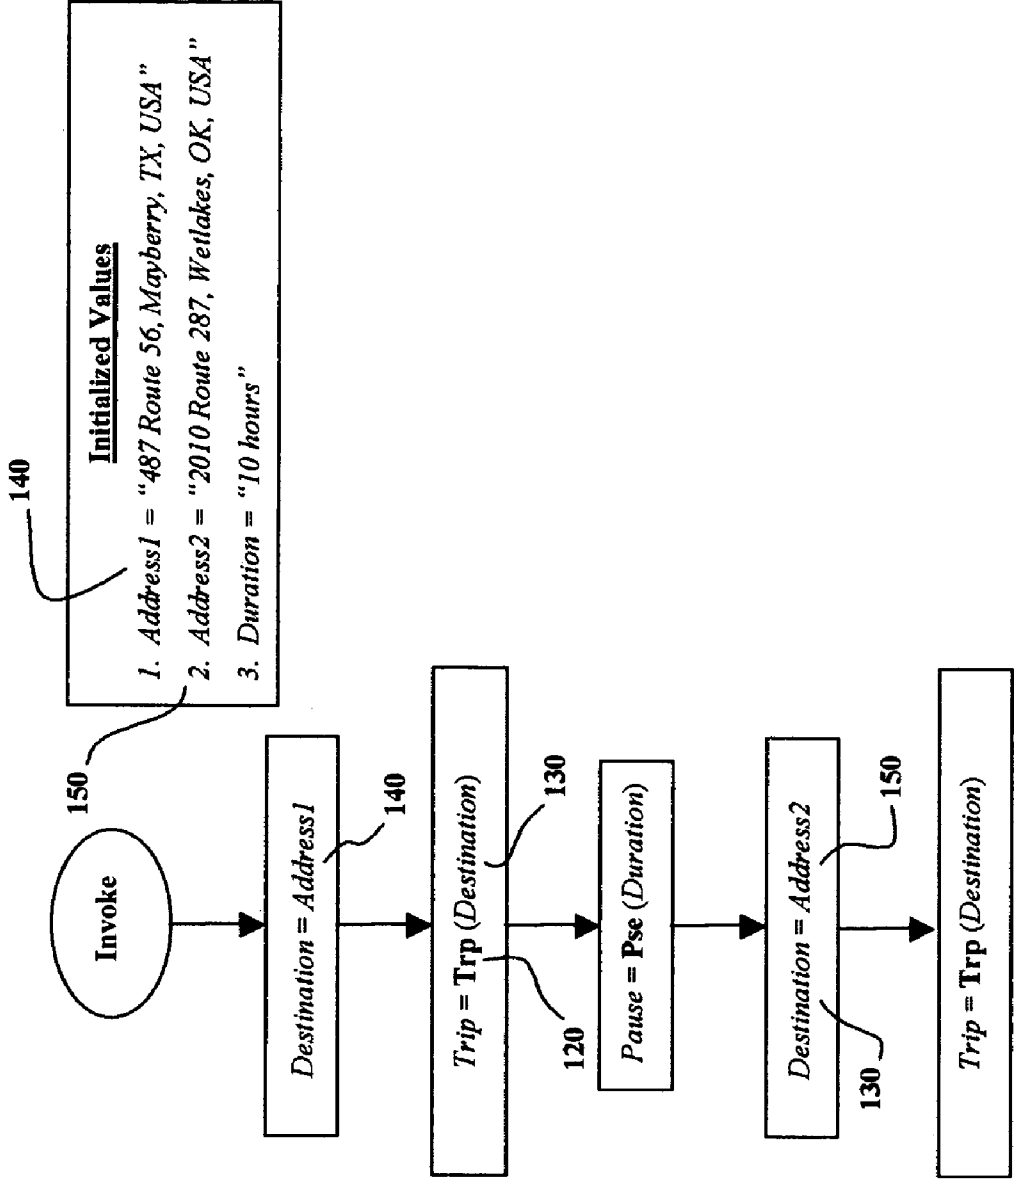 140
Initialized Values
1. Address1 = “487 Route 56, Mayberry, TX, USA”
2. Address2 = “2010 Route 287, Wetlakes, OK, USA”
3. Duration = “10 hours”
150
Invoke
Destination = Address1
140
Trip = Trp (Destination)
130
120
Pause = Pse (Duration)
Destination = Address2
150
130
Trip = Trp (Destination)